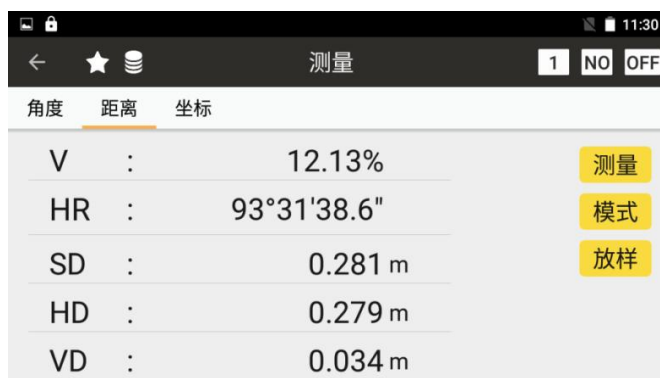 11:30
测量 1 NO OFF
角度 距离 坐标
V : 12.13% 测量
HR : 93°31'38.6" 模式
SD : 0.281 m 放样
HD : 0.279 m
VD : 0.034 m